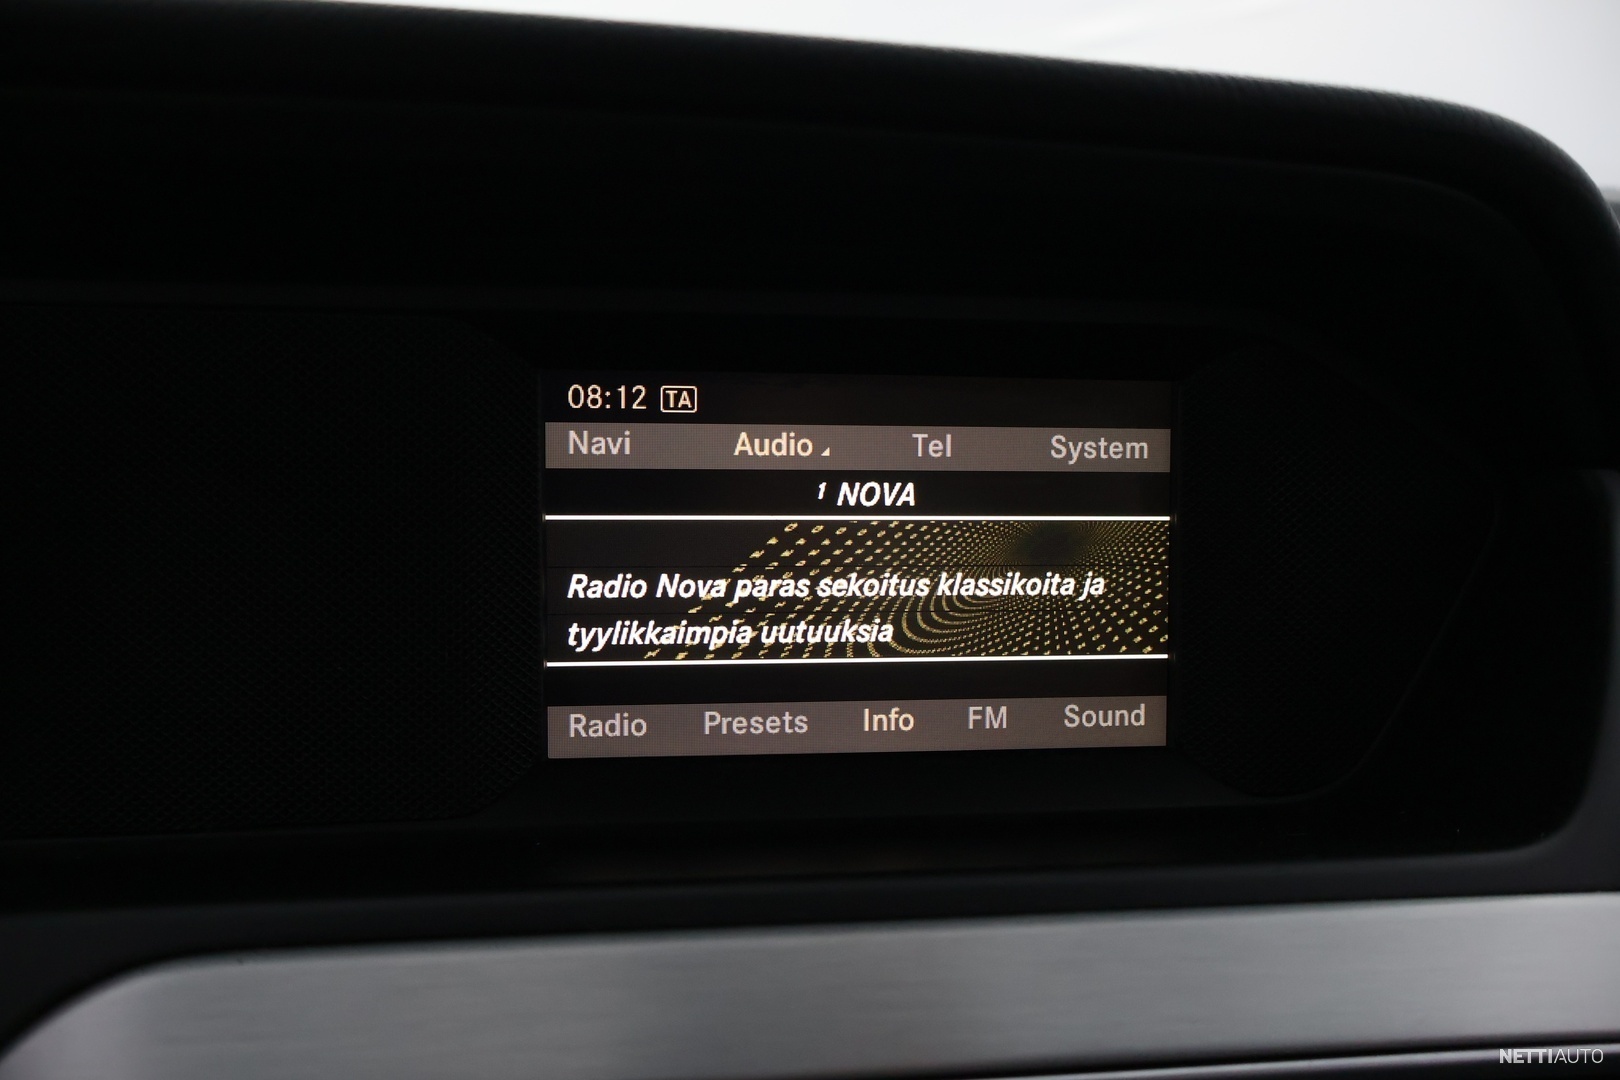 08:12 TA
Navi Audio Tel System
1 NOVA
Radio Nova paras sekoitus klassikoita ja
tyylikkaimpia uutuuksia
Radio Presets Info FM Sound
NETTIAUTO